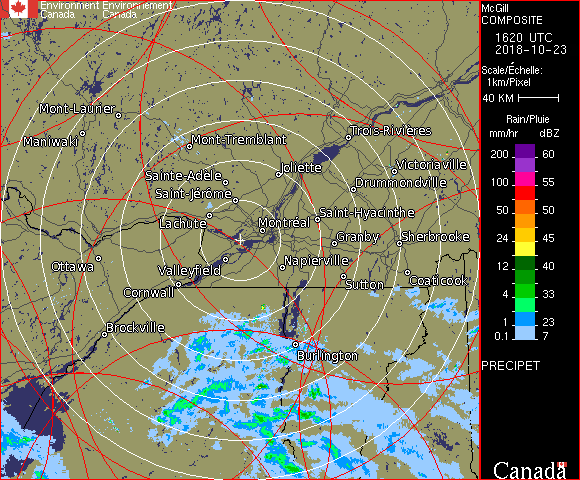 Environment Environnement
Canada Canada
McGill
COMPOSITE
1620 UTC
2018-10-23
Scale/Échelle:
1km/Pixel
40 KM
Rain/Pluie
mm/hr dBZ
200 60
150 55
100 55
50 50
24 45
12 40
4 33
1 23
0.1 7
PRECIPET
Canada
Mont-Laurier
Maniwaki
Mont-Tremblant
Trois-Rivières
Sainte-Adèle
Joliette
Victoriaville
Saint-Jérôme
Drummondville
Lachute
Montréal
Saint-Hyacinthe
Granby
Sherbrooke
Ottawa
Valleyfield
Napierville
Cornwall
Sutton
Coaticook
Brockville
Burlington